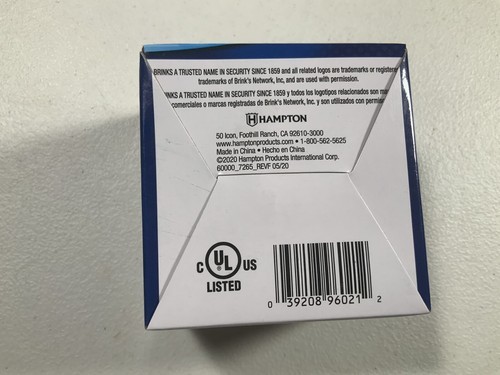 BRINKS A TRUSTED NAME IN SECURITY SINCE 1859 and all related logos are trademarks or registered
trademarks of Brink's Network, Inc. and are used with permission.
BRINKS A TRUSTED NAME IN SECURITY SINCE 1859 y todos los logotipos relacionados son
comerciales o marcas registradas de Brink's Network, Inc. y son utilizados con
HAMPTON
50 Icon, Foothill Ranch, CA 92610-3000
www.hamptonproducts.com • 1-800-562-5625
Made in China • Hecho en China
©2020 Hampton Products International Corp.
60000_7265_REVF 05/20
C UL ® US
LISTED
0 39208 96021 2